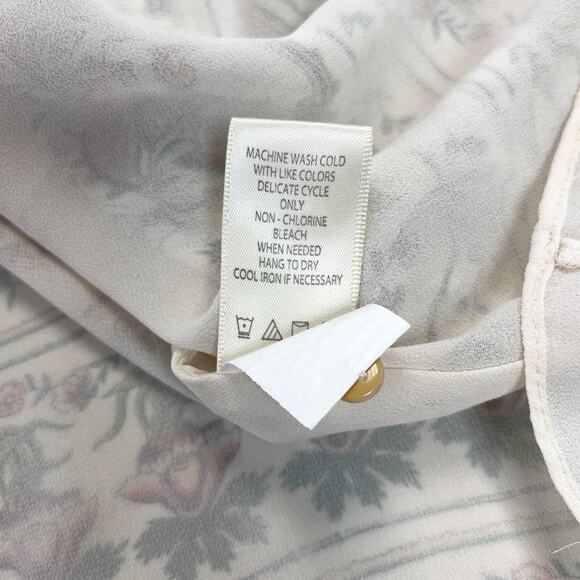 MACHINE WASH COLD
WITH LIKE COLORS
DELICATE CYCLE
ONLY
NON - CHLORINE
BLEACH
WHEN NEEDED
HANG TO DRY
COOL IRON IF NECESSARY